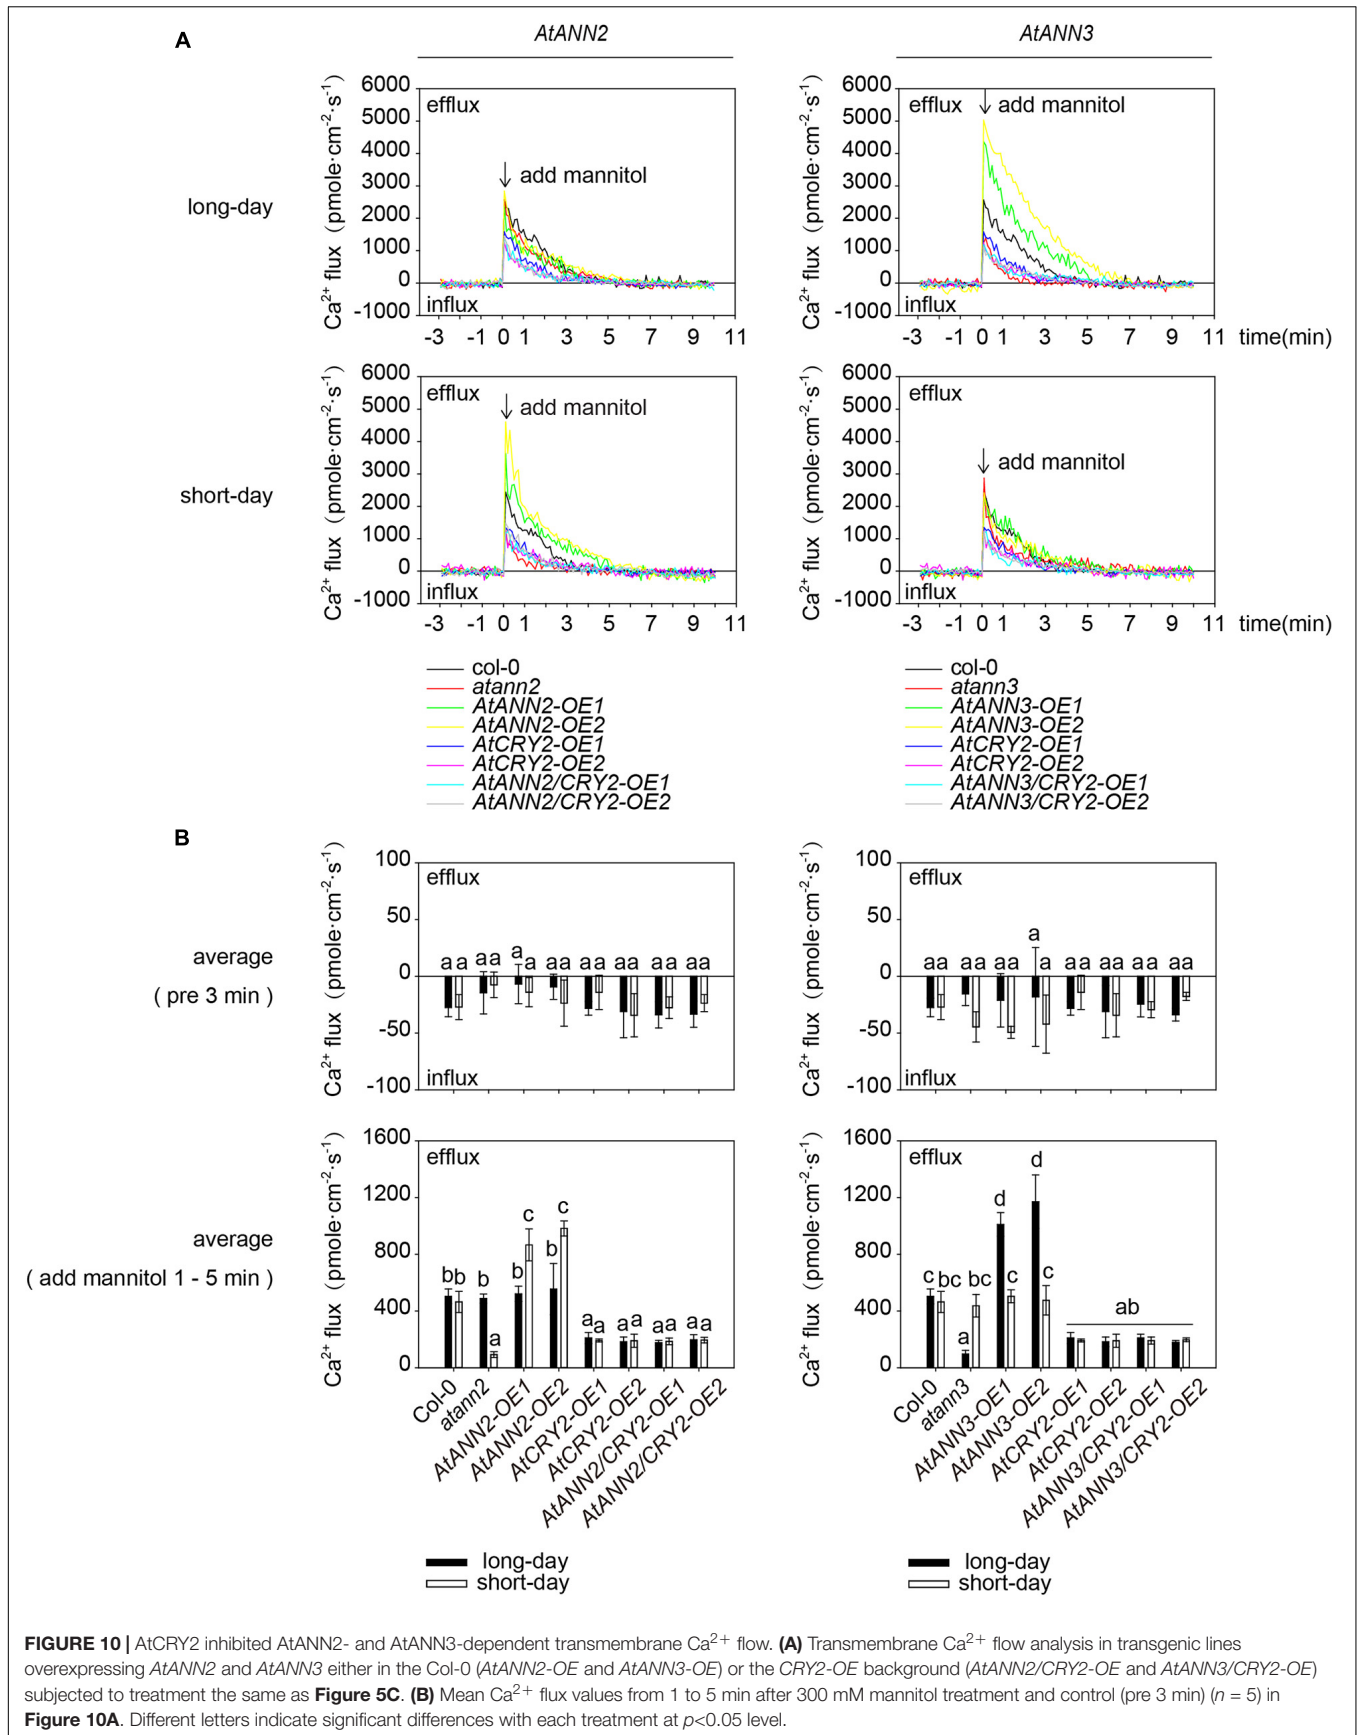 A
AtANN2
AtANN3
long-day
Ca²⁺ flux (pmole·cm⁻²·s⁻¹)
6000
5000
4000
3000
2000
1000
0
-1000
efflux
add mannitol
influx
-3 -1 0 1 3 5 7 9 11
Ca²⁺ flux (pmole·cm⁻²·s⁻¹)
6000
5000
4000
3000
2000
1000
0
-1000
efflux
add mannitol
influx
-3 -1 0 1 3 5 7 9 11 time(min)
short-day
Ca²⁺ flux (pmole·cm⁻²·s⁻¹)
6000
5000
4000
3000
2000
1000
0
-1000
efflux
add mannitol
influx
-3 -1 0 1 3 5 7 9 11
Ca²⁺ flux (pmole·cm⁻²·s⁻¹)
6000
5000
4000
3000
2000
1000
0
-1000
efflux
add mannitol
influx
-3 -1 0 1 3 5 7 9 11 time(min)
col-0
atann2
AtANN2-OE1
AtANN2-OE2
AtCRY2-OE1
AtCRY2-OE2
AtANN2/CRY2-OE1
AtANN2/CRY2-OE2
col-0
atann3
AtANN3-OE1
AtANN3-OE2
AtCRY2-OE1
AtCRY2-OE2
AtANN3/CRY2-OE1
AtANN3/CRY2-OE2
B
average
( pre 3 min )
Ca²⁺ flux (pmole·cm⁻²·s⁻¹)
100
50
0
-50
-100
efflux
a a a a a a a a a a a a a a a a
influx
Ca²⁺ flux (pmole·cm⁻²·s⁻¹)
100
50
0
-50
-100
efflux
a a a a a a a a a a a a a a a a
influx
average
( add mannitol 1 - 5 min )
Ca²⁺ flux (pmole·cm⁻²·s⁻¹)
1600
1200
800
400
0
efflux
b b b a b c b c a a a a a a a a
Col-0
atann2
AtANN2-OE1
AtANN2-OE2
AtCRY2-OE1
AtCRY2-OE2
AtANN2/CRY2-OE1
AtANN2/CRY2-OE2
Ca²⁺ flux (pmole·cm⁻²·s⁻¹)
1600
1200
800
400
0
efflux
c bc a bc d c d c ab
Col-0
atann3
AtANN3-OE1
AtANN3-OE2
AtCRY2-OE1
AtCRY2-OE2
AtANN3/CRY2-OE1
AtANN3/CRY2-OE2
long-day
short-day
long-day
short-day
FIGURE 10 | AtCRY2 inhibited AtANN2- and AtANN3-dependent transmembrane Ca²⁺ flow. (A) Transmembrane Ca²⁺ flow analysis in transgenic lines
overexpressing AtANN2 and AtANN3 either in the Col-0 (AtANN2-OE and AtANN3-OE) or the CRY2-OE background (AtANN2/CRY2-OE and AtANN3/CRY2-OE)
subjected to treatment the same as Figure 5C. (B) Mean Ca²⁺ flux values from 1 to 5 min after 300 mM mannitol treatment and control (pre 3 min) (n = 5) in
Figure 10A. Different letters indicate significant differences with each treatment at p<0.05 level.